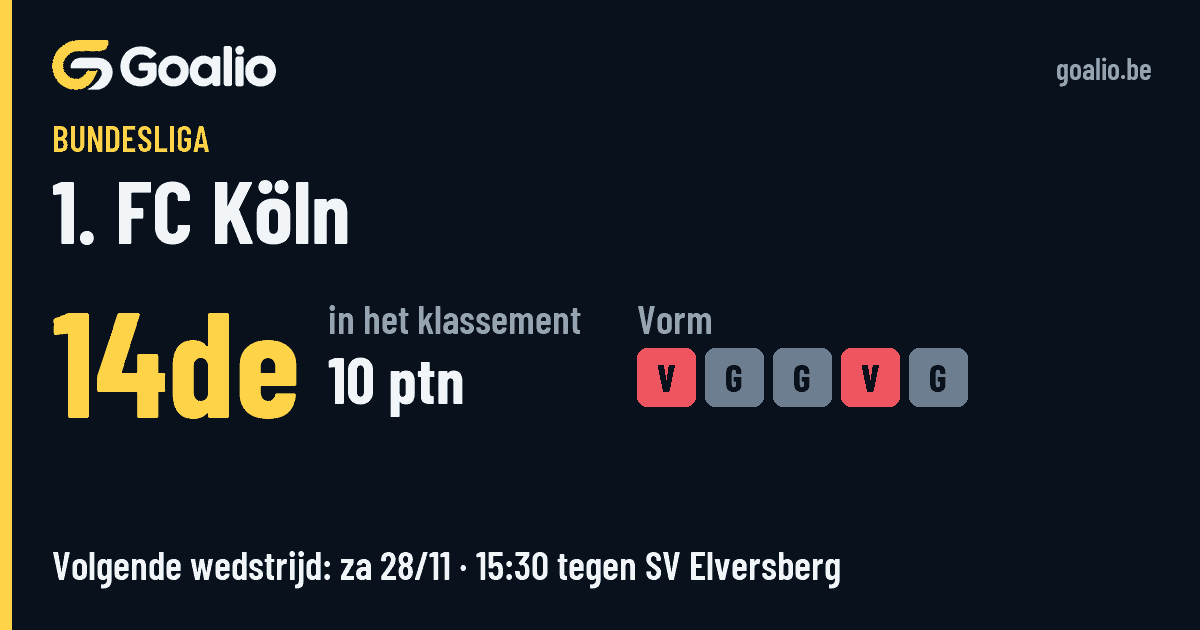 Goalio
goalio.be
BUNDESLIGA
1. FC Köln
14de
in het klassement
10 ptn
Vorm
V G G V G
Volgende wedstrijd: za 28/11 · 15:30 tegen SV Elversberg